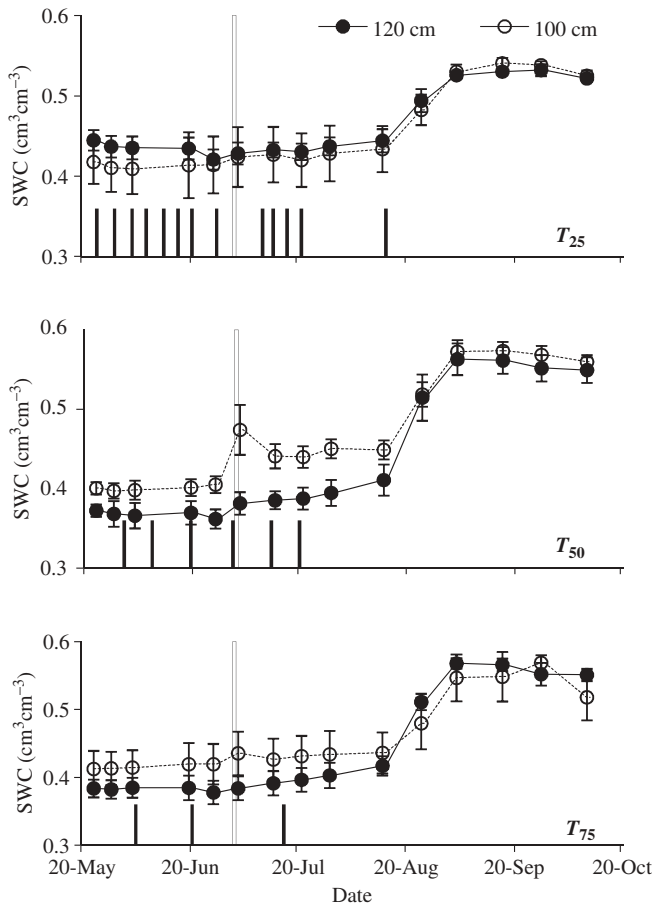 120 cm
100 cm
0.6
0.5
0.4
0.3
SWC (cm³cm⁻³)
T₂₅
0.6
0.5
0.4
0.3
SWC (cm³cm⁻³)
T₅₀
0.6
0.5
0.4
0.3
SWC (cm³cm⁻³)
T₇₅
20-May 20-Jun 20-Jul 20-Aug 20-Sep 20-Oct
Date